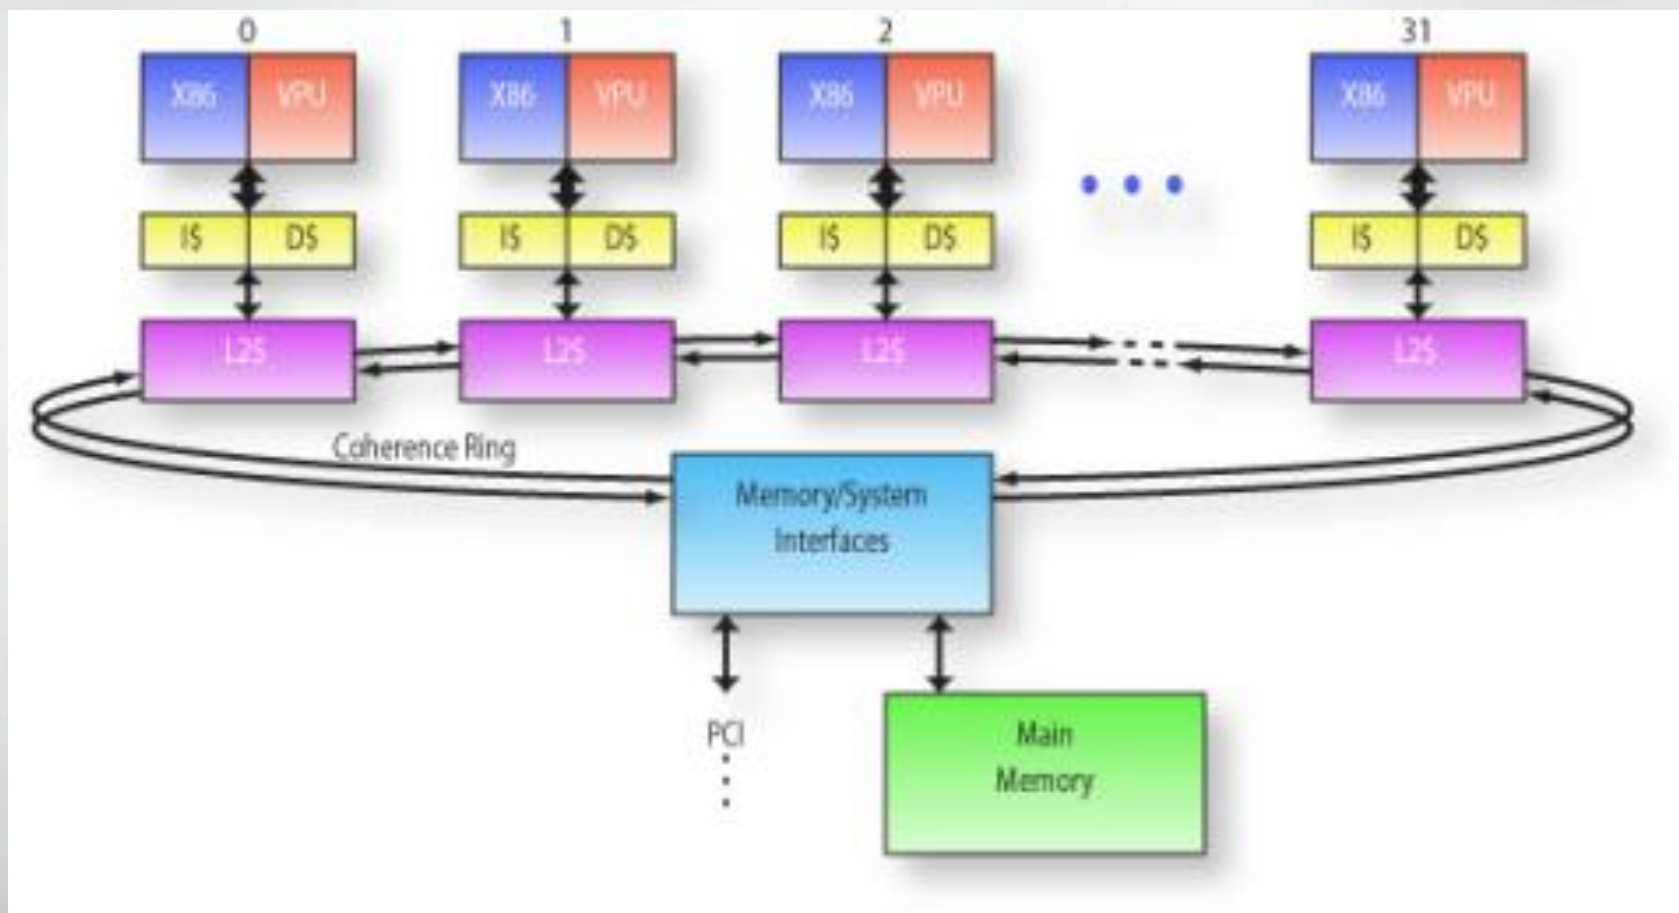 0 1 2 31
X86 VPU X86 VPU X86 VPU X86 VPU
I$ D$ I$ D$ I$ D$ I$ D$
L2$ L2$ L2$ L2$
Coherence Ring
Memory/System
Interfaces
PCI
Main
Memory